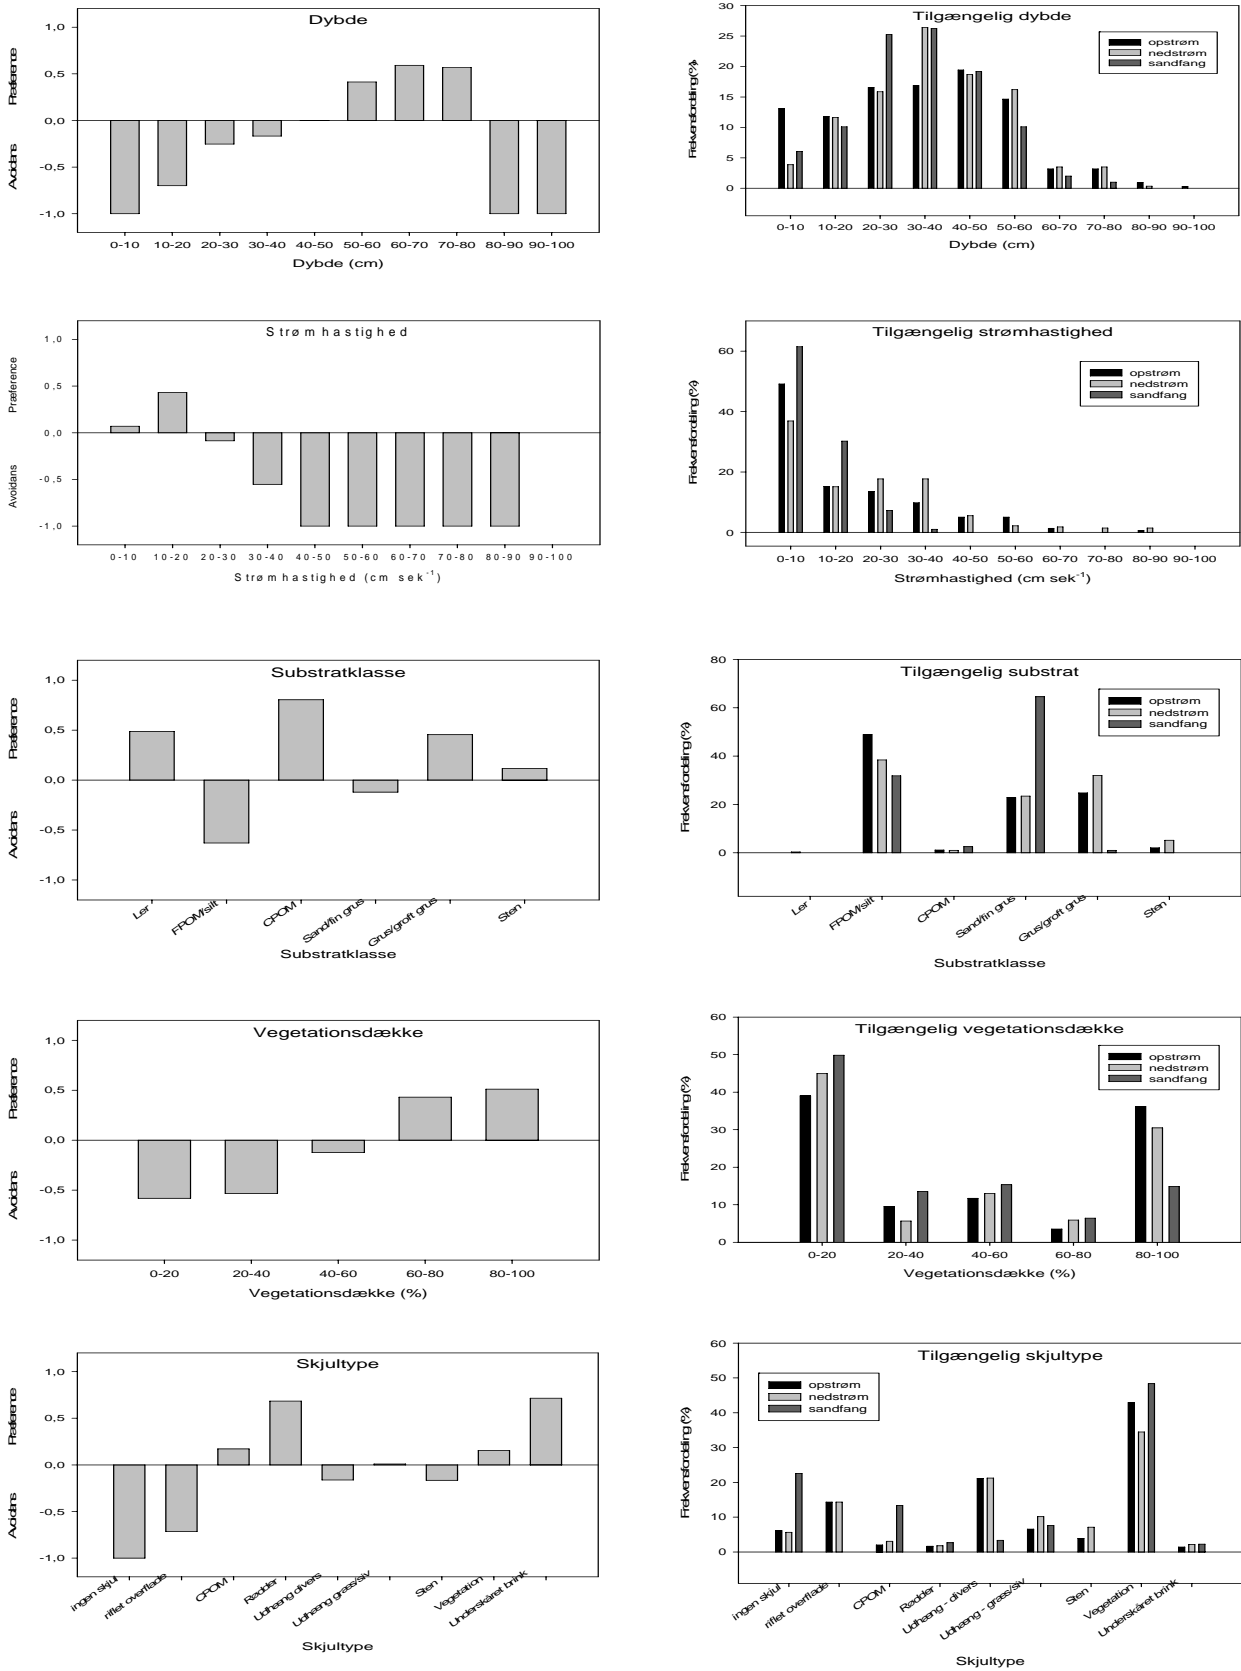 Dybde
1,0
0,5
0,0
-0,5
-1,0
Præference
Avoidans
0-10 10-20 20-30 30-40 40-50 50-60 60-70 70-80 80-90 90-100
Dybde (cm)
Tilgængelig dybde
30
25
20
15
10
5
0
Frekvensfordeling (%)
opstrøm
nedstrøm
sandfang
0-10 10-20 20-30 30-40 40-50 50-60 60-70 70-80 80-90 90-100
Dybde (cm)
Strømhastighed
1,0
0,5
0,0
-0,5
-1,0
Præference
Avoidans
0-10 10-20 20-30 30-40 40-50 50-60 60-70 70-80 80-90 90-100
Strømhastighed (cm sek⁻¹)
Tilgængelig strømhastighed
60
40
20
0
Frekvensfordeling (%)
opstrøm
nedstrøm
sandfang
0-10 10-20 20-30 30-40 40-50 50-60 60-70 70-80 80-90 90-100
Strømhastighed (cm sek⁻¹)
Substratklasse
1,0
0,5
0,0
-0,5
-1,0
Præference
Avoidans
Ler FPOM/silt CPOM Sand/fin grus Grus/groft grus Sten
Substratklasse
Tilgængelig substrat
80
60
40
20
0
Frekvensfordeling (%)
opstrøm
nedstrøm
sandfang
Ler FPOM/silt CPOM Sand/fin grus Grus/groft grus Sten
Substratklasse
Vegetationsdække
1,0
0,5
0,0
-0,5
-1,0
Præference
Avoidans
0-20 20-40 40-60 60-80 80-100
Vegetationsdække (%)
Tilgængelig vegetationsdække
60
50
40
30
20
10
0
Frekvensfordeling (%)
opstrøm
nedstrøm
sandfang
0-20 20-40 40-60 60-80 80-100
Vegetationsdække (%)
Skjultype
1,0
0,5
0,0
-0,5
-1,0
Præference
Avoidans
ingen skjul riflet overflade CPOM Rødder Udhæng divers Udhæng græs/siv Sten Vegetation Underskåret brink
Skjultype
Tilgængelig skjultype
60
50
40
30
20
10
0
Frekvensfordeling (%)
opstrøm
nedstrøm
sandfang
ingen skjul riflet overflade CPOM Rødder Udhæng - divers Udhæng - græs/siv Sten Vegetation Underskåret brink
Skjultype